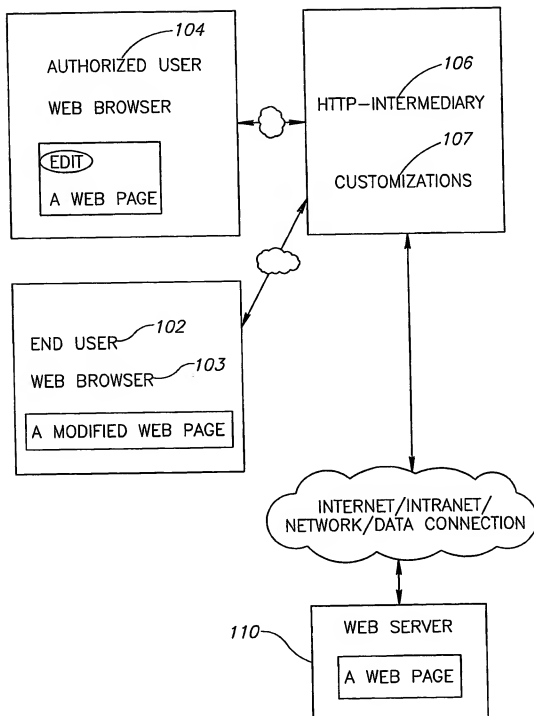 104
AUTHORIZED USER
WEB BROWSER
EDIT
A WEB PAGE
106
HTTP-INTERMEDIARY
107
CUSTOMIZATIONS
END USER 102
WEB BROWSER 103
A MODIFIED WEB PAGE
INTERNET/INTRANET/
NETWORK/DATA CONNECTION
110
WEB SERVER
A WEB PAGE